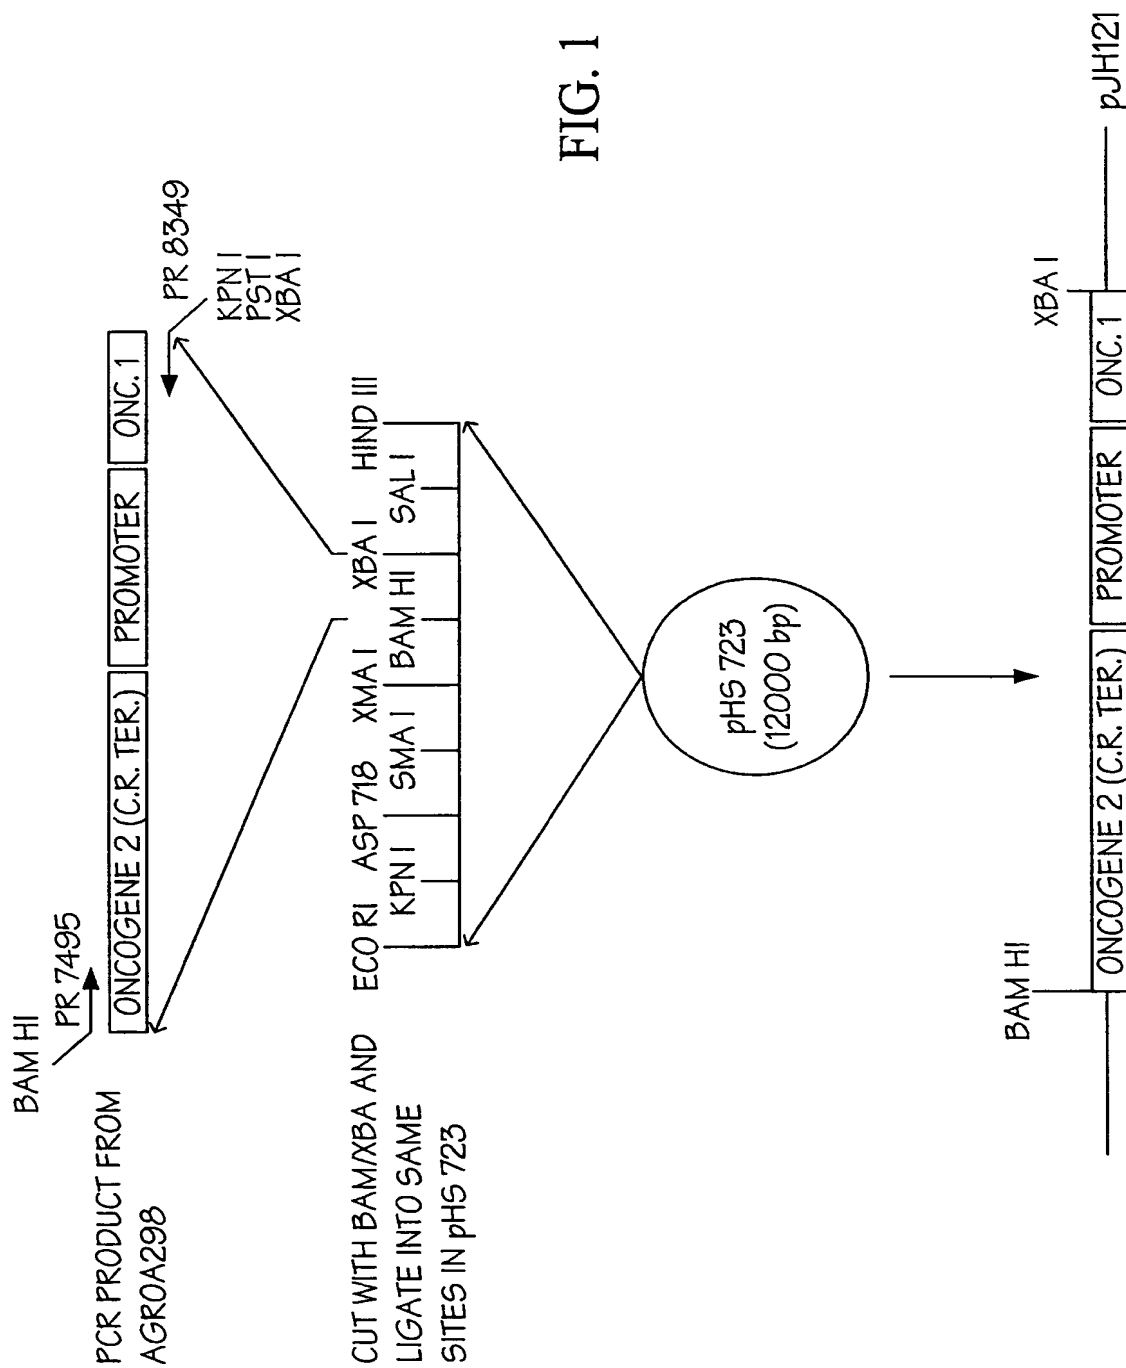 BAM HI
PR 7495
PCR PRODUCT FROM
AGROA298
ONCOGENE 2 (C.R. TER.)
PROMOTER
ONC. 1
PR 8349
KPN I
PST I
XBA I
CUT WITH BAM/XBA AND
LIGATE INTO SAME
SITES IN pHS 723
ECO RI
KPN I
ASP 718
SMA I
XMA I
BAM HI
XBA I
SAL I
HIND III
pHS 723
(12000 bp)
FIG. 1
BAM HI
XBA I
ONCOGENE 2 (C.R. TER.)
PROMOTER
ONC. 1
pJH121